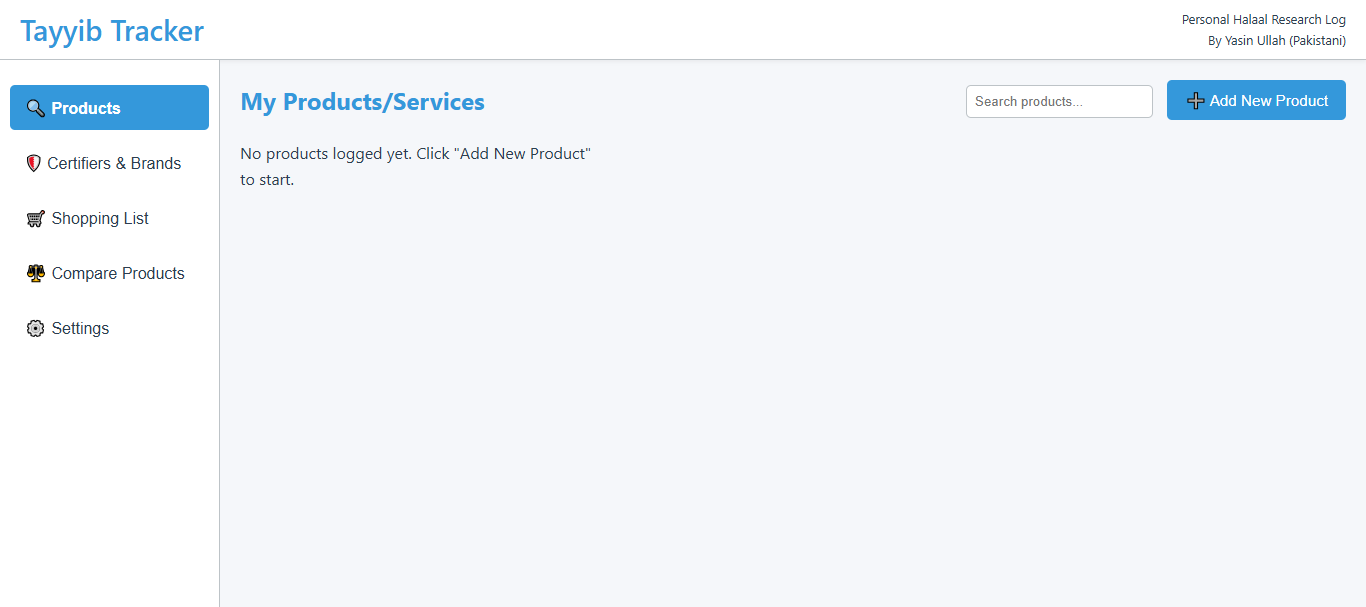 Tayyib Tracker
Personal Halaal Research Log
By Yasin Ullah (Pakistani)
Products
Certifiers & Brands
Shopping List
Compare Products
Settings
My Products/Services
Search products...
Add New Product
No products logged yet. Click "Add New Product"
to start.